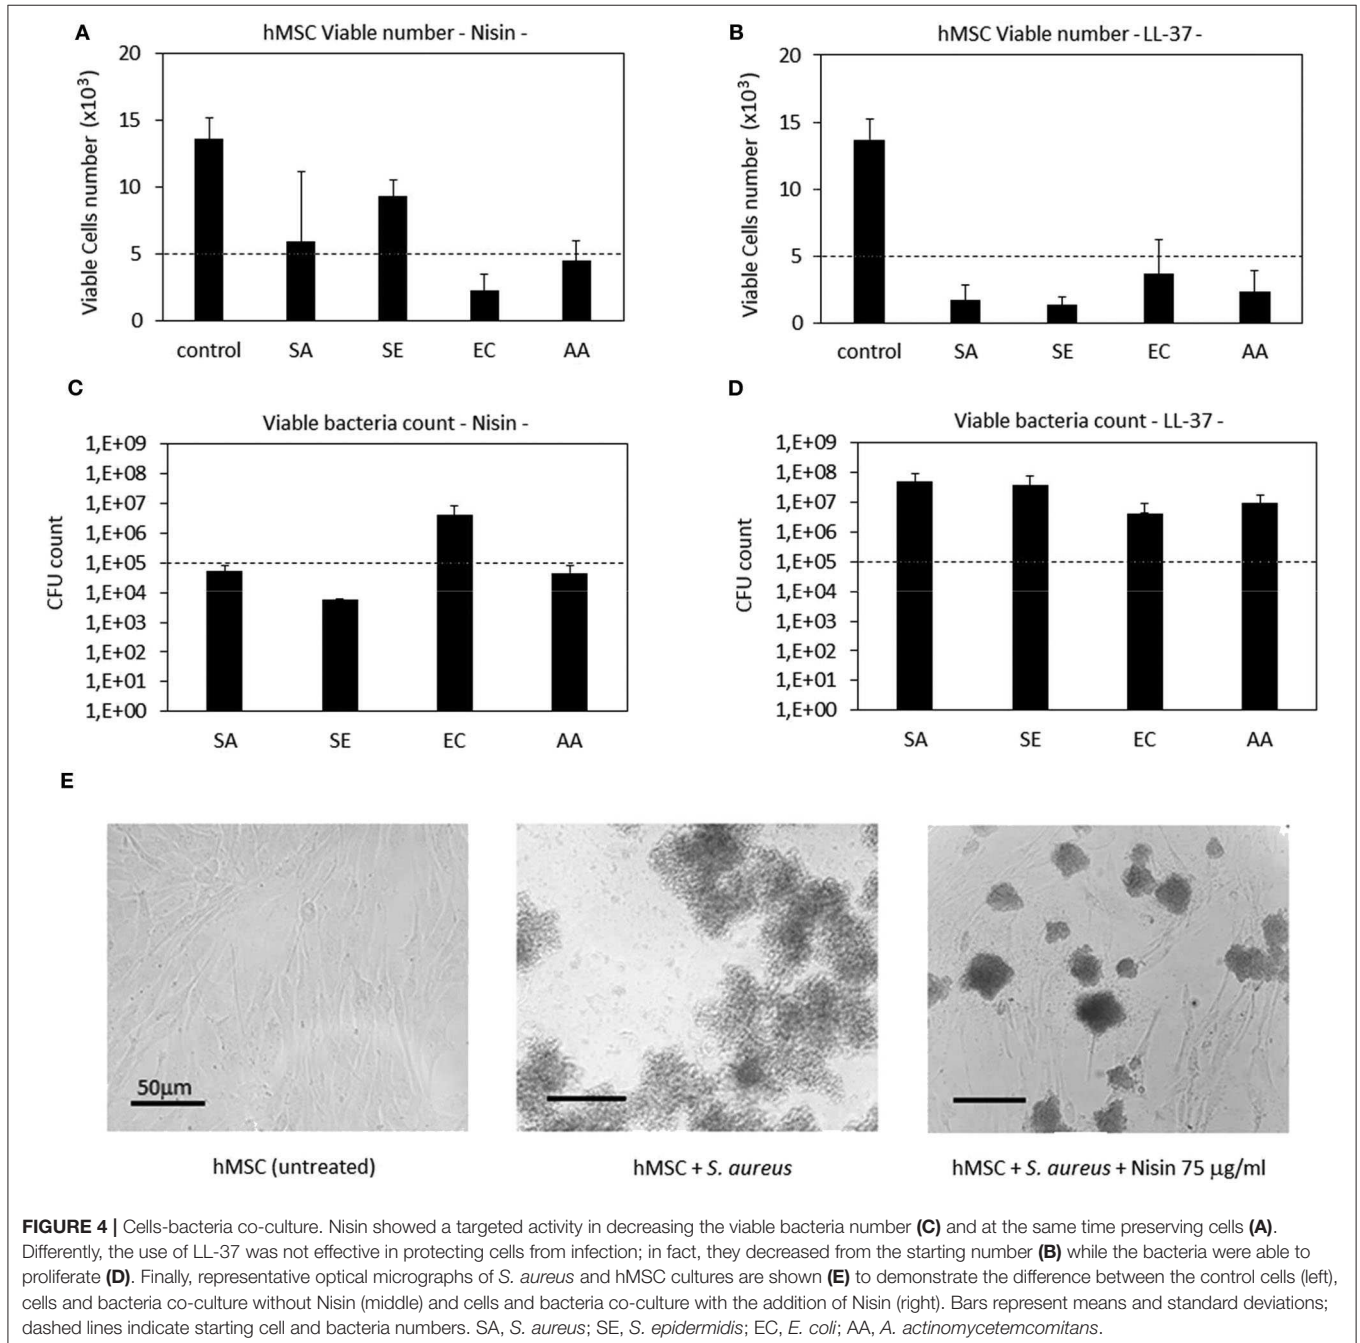 A
hMSC Viable number - Nisin -
Viable Cells number (x10³)
20
15
10
5
0
control SA SE EC AA
B
hMSC Viable number - LL-37 -
Viable Cells number (x10³)
20
15
10
5
0
control SA SE EC AA
C
Viable bacteria count - Nisin -
CFU count
1,E+09
1,E+08
1,E+07
1,E+06
1,E+05
1,E+04
1,E+03
1,E+02
1,E+01
1,E+00
SA SE EC AA
D
Viable bacteria count - LL-37 -
CFU count
1,E+09
1,E+08
1,E+07
1,E+06
1,E+05
1,E+04
1,E+03
1,E+02
1,E+01
1,E+00
SA SE EC AA
E
50μm
hMSC (untreated)
hMSC + S. aureus
hMSC + S. aureus + Nisin 75 μg/ml
FIGURE 4 | Cells-bacteria co-culture. Nisin showed a targeted activity in decreasing the viable bacteria number (C) and at the same time preserving cells (A).
Differently, the use of LL-37 was not effective in protecting cells from infection; in fact, they decreased from the starting number (B) while the bacteria were able to
proliferate (D). Finally, representative optical micrographs of S. aureus and hMSC cultures are shown (E) to demonstrate the difference between the control cells (left),
cells and bacteria co-culture without Nisin (middle) and cells and bacteria co-culture with the addition of Nisin (right). Bars represent means and standard deviations;
dashed lines indicate starting cell and bacteria numbers. SA, S. aureus; SE, S. epidermidis; EC, E. coli; AA, A. actinomycetemcomitans.